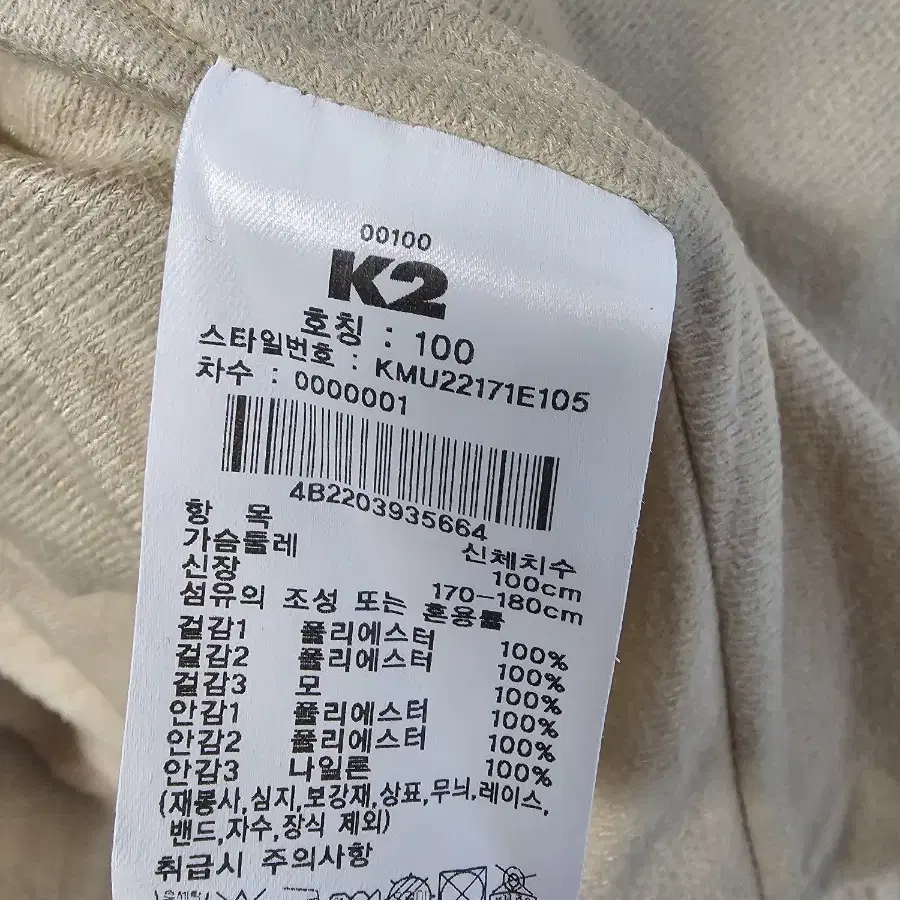 00100
K2
호칭 : 100
스타일번호 : KMU22171E105
차수 : 0000001
4B2203935664
항 목 신체치수
가슴둘레 100cm
신장 170-180cm
섬유의 조성 또는 혼용률
겉감1 폴리에스터 100%
겉감2 폴리에스터 100%
겉감3 모 100%
안감1 폴리에스터 100%
안감2 폴리에스터 100%
안감3 나일론 100%
(재봉사,심지,보강재,상표,무늬,레이스,
밴드,자수,장식 제외)
취급시 주의사항